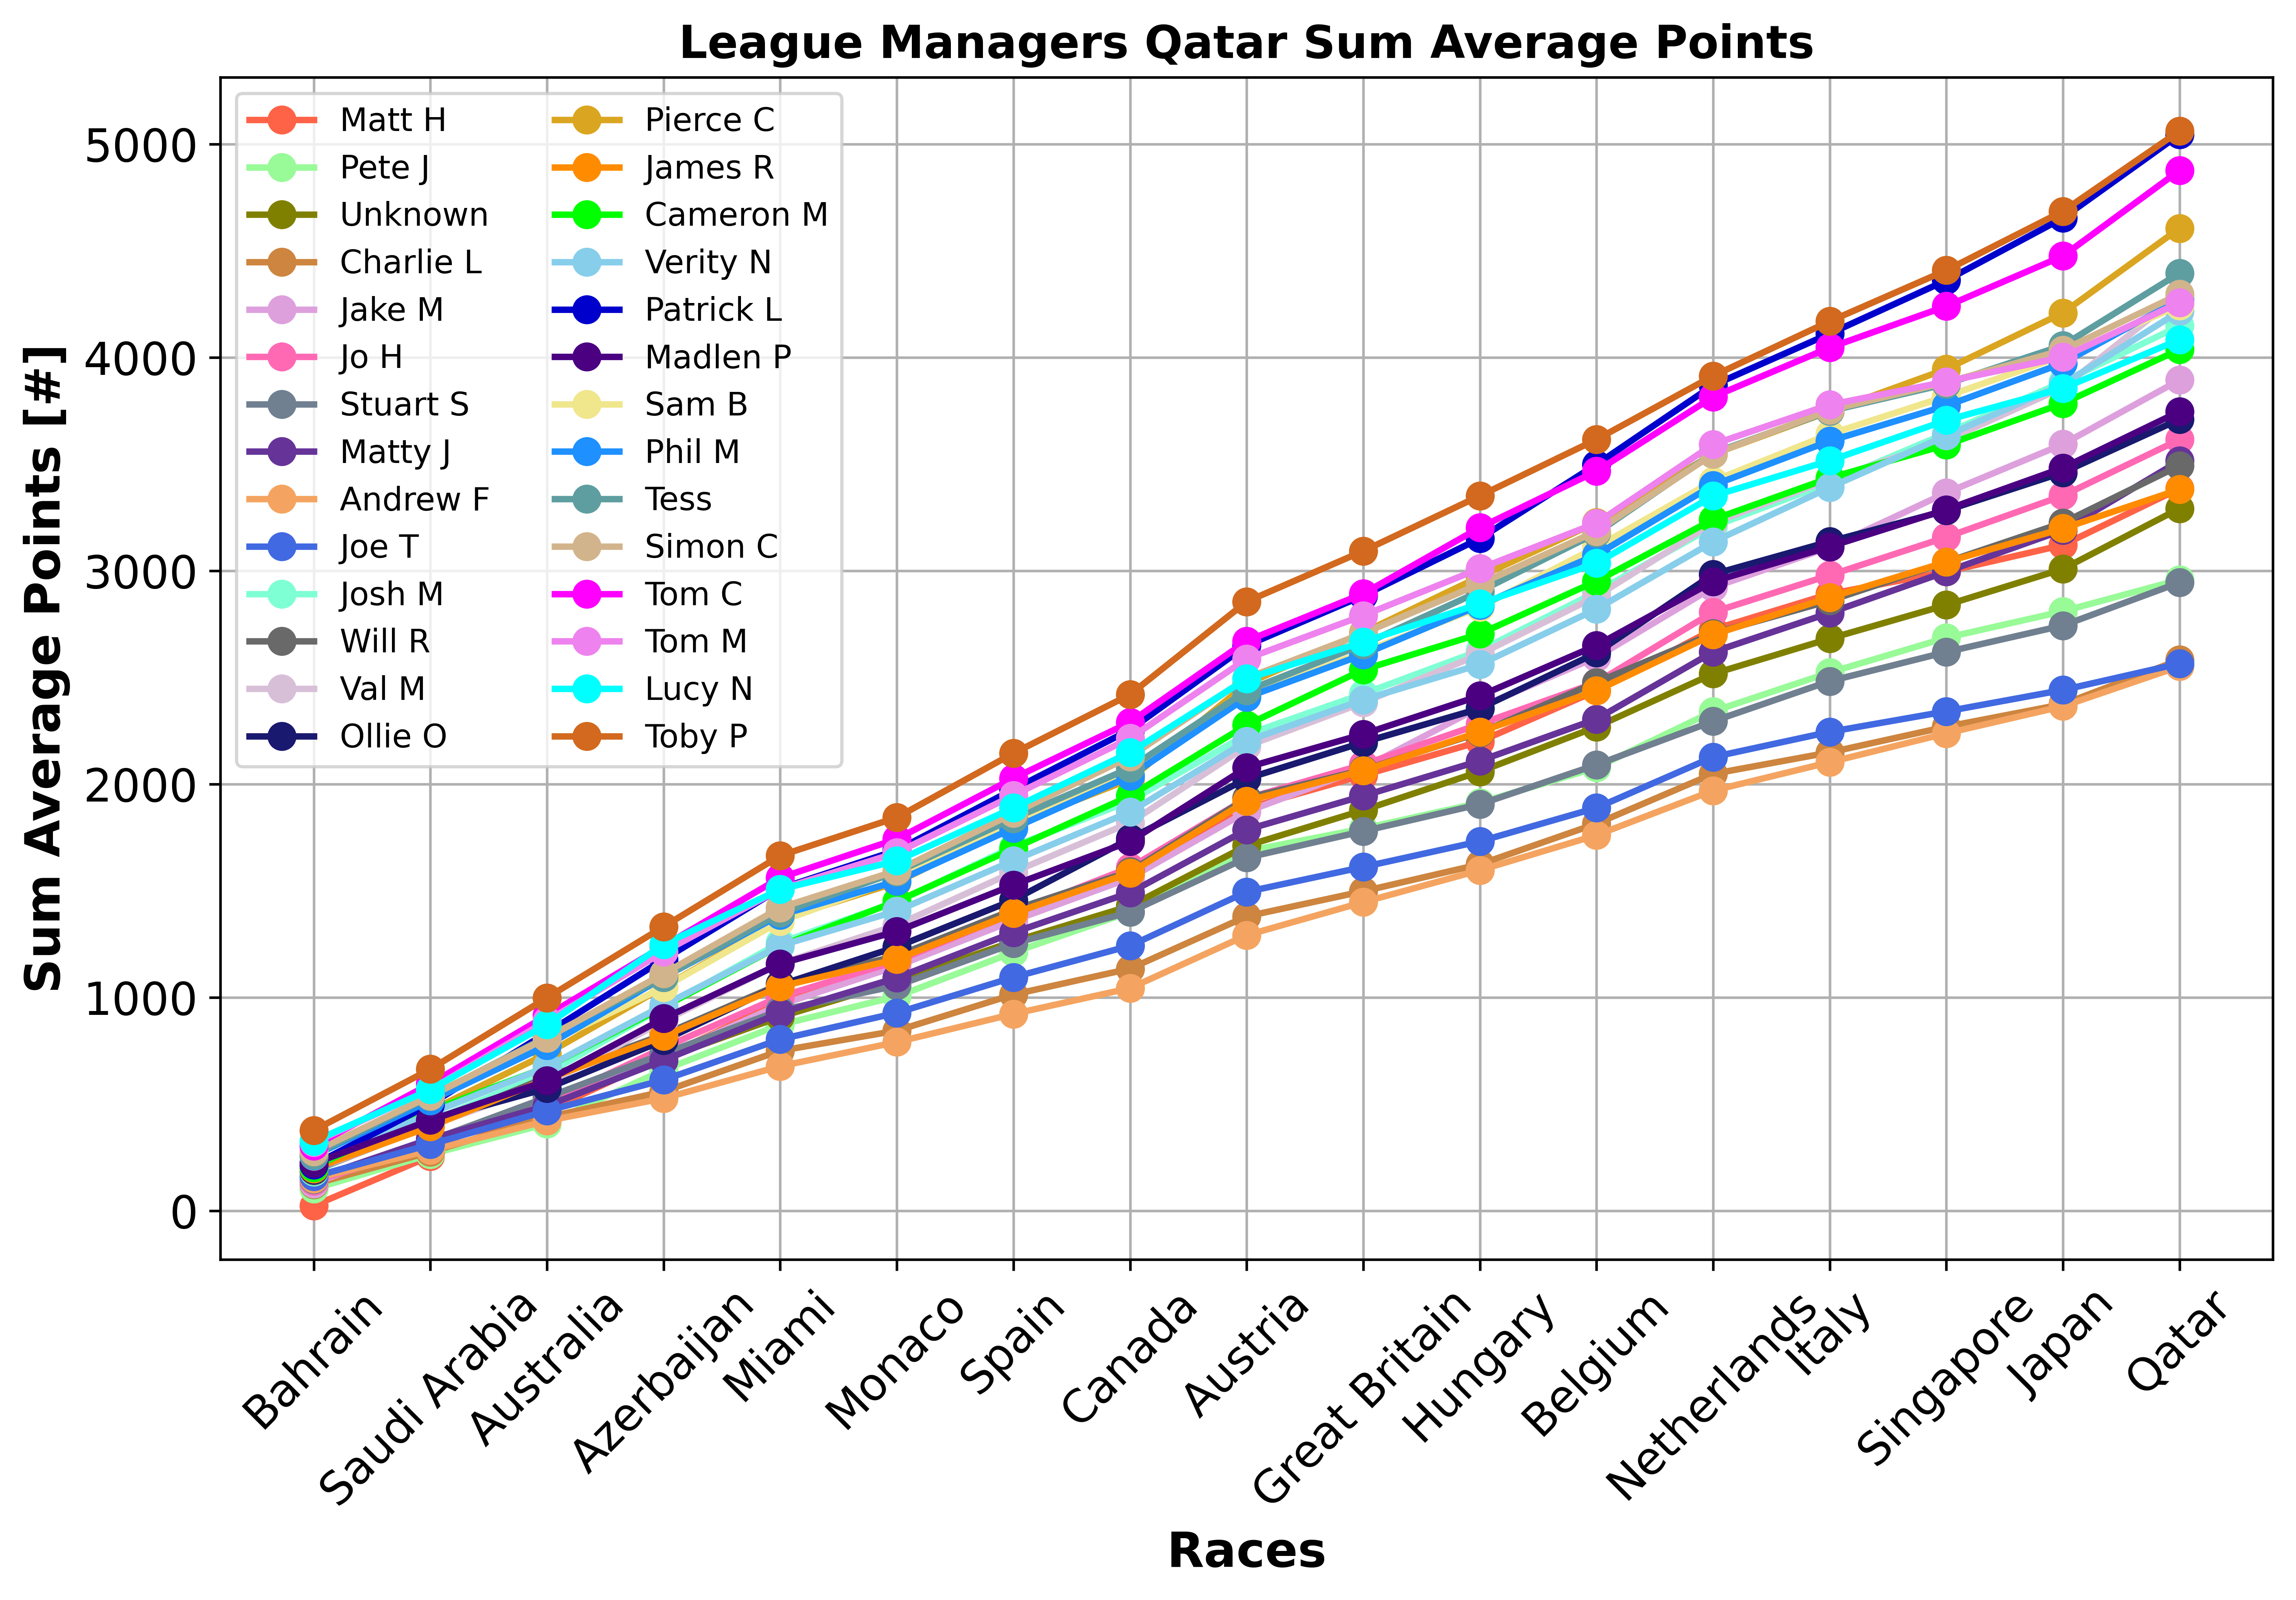 League Managers Qatar Sum Average Points
Sum Average Points [#]
5000
4000
3000
2000
1000
0
Matt H
Pete J
Unknown
Charlie L
Jake M
Jo H
Stuart S
Matty J
Andrew F
Joe T
Josh M
Will R
Val M
Ollie O
Pierce C
James R
Cameron M
Verity N
Patrick L
Madlen P
Sam B
Phil M
Tess
Simon C
Tom C
Tom M
Lucy N
Toby P
Bahrain
Saudi Arabia
Australia
Azerbaijan
Miami
Monaco
Spain
Canada
Austria
Great Britain
Hungary
Belgium
Netherlands
Italy
Singapore
Japan
Qatar
Races